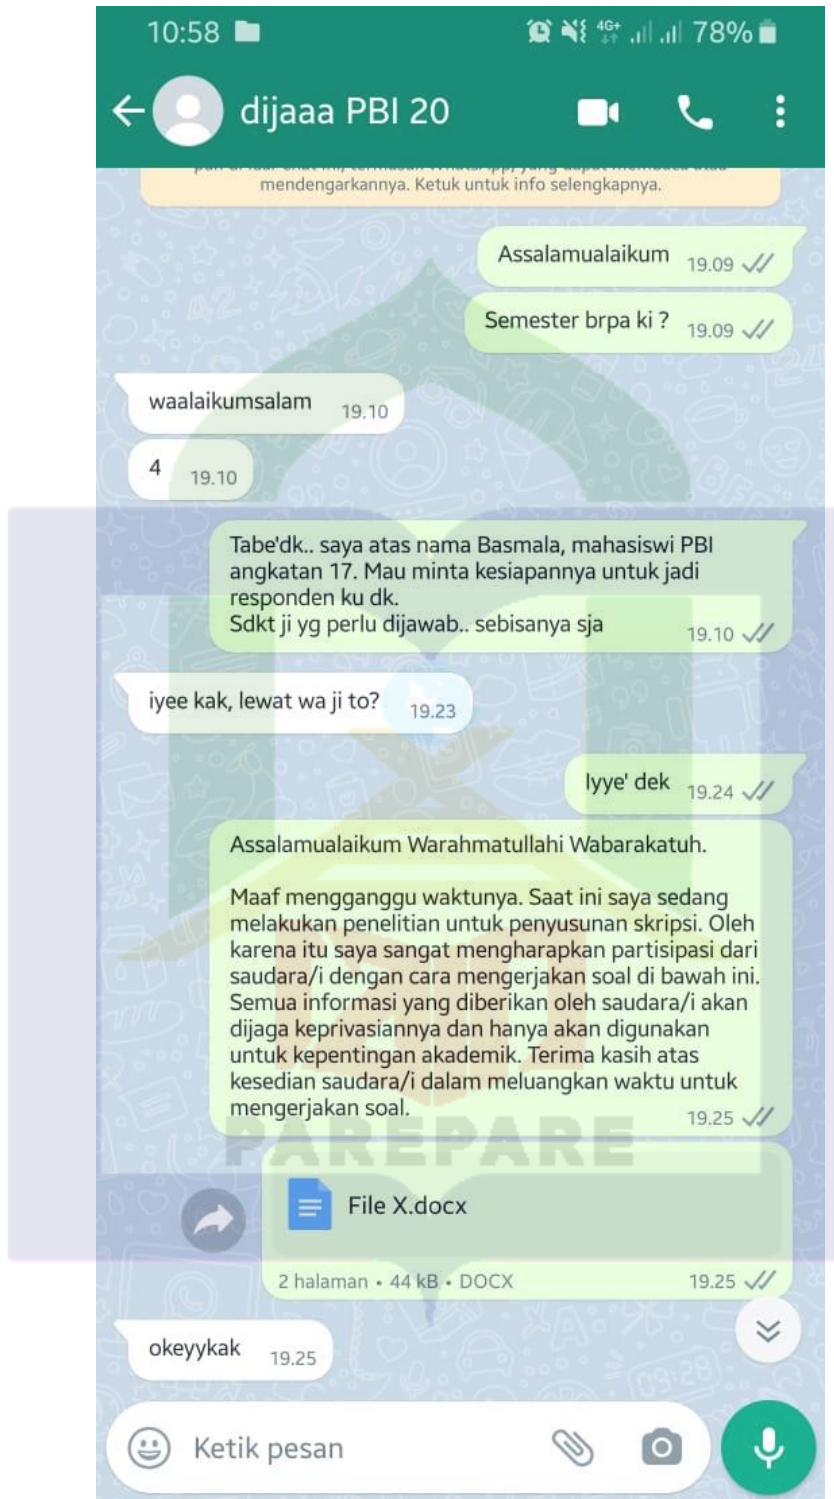 10:58
4G+
78%
dijaaa PBI 20
mendengarkannya. Ketuk untuk info selengkapnya.
Assalamualaikum 19.09
Semester brpa ki ? 19.09
waalaikumsalam 19.10
4 19.10
Tabe'dk.. saya atas nama Basmala, mahasiswi PBI
angkatan 17. Mau minta kesiapannya untuk jadi
responden ku dk.
Sdkt ji yg perlu dijawab.. sebisanya sja 19.10
iyee kak, lewat wa ji to? 19.23
Iyye' dek 19.24
Assalamualaikum Warahmatullahi Wabarakatuh.
Maaf mengganggu waktunya. Saat ini saya sedang
melakukan penelitian untuk penyusunan skripsi. Oleh
karena itu saya sangat mengharapkan partisipasi dari
saudara/i dengan cara mengerjakan soal di bawah ini.
Semua informasi yang diberikan oleh saudara/i akan
dijaga keprivasiannya dan hanya akan digunakan
untuk kepentingan akademik. Terima kasih atas
kesedian saudara/i dalam meluangkan waktu untuk
mengerjakan soal. 19.25
PAREPARE
File X.docx
2 halaman • 44 kB • DOCX 19.25
okeyykak 19.25
Ketik pesan